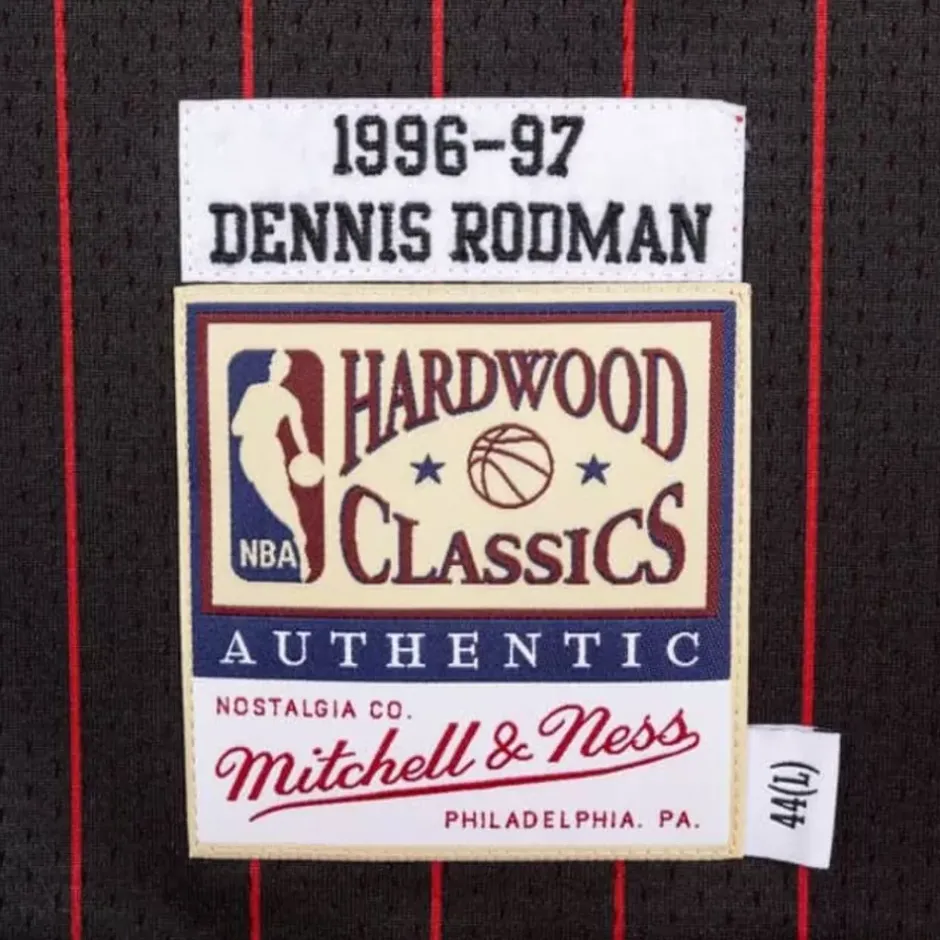 1996-97
DENNIS RODMAN
HARDWOOD
CLASSICS
NBA
AUTHENTIC
NOSTALGIA CO.
Mitchell & Ness
PHILADELPHIA. PA.
44(L)